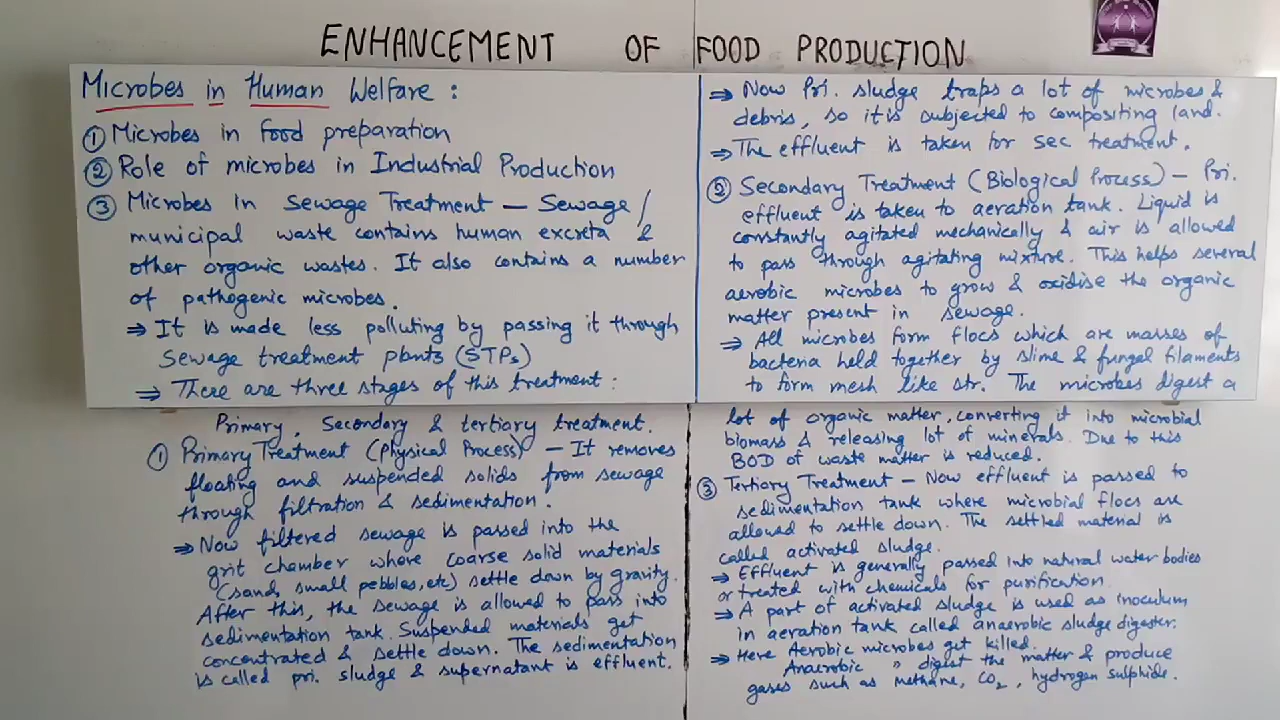 ENHANCEMENT OF FOOD PRODUCTION
Microbes in Human Welfare :
① Microbes in food preparation
② Role of microbes in Industrial Production
③ Microbes in Sewage Treatment – Sewage/
municipal waste contains human excreta &
other organic wastes. It also contains a number
of pathogenic microbes.
⇒ It is made less polluting by passing it through
Sewage treatment plants (STPs)
⇒ There are three stages of this treatment :
Primary, Secondary & tertiary treatment.
① Primary Treatment (Physical Process) – It removes
floating and suspended solids from sewage
through filtration & sedimentation.
⇒ Now filtered sewage is passed into the
grit chamber where coarse solid materials
(sand, small pebbles, etc) settle down by gravity.
After this, the sewage is allowed to pass into
sedimentation tank. Suspended materials get
concentrated & settle down. The sedimentation
is called pri. sludge & supernatant is effluent.
⇒ Now Pri. sludge traps a lot of microbes &
debris, so it is subjected to compositing land.
⇒ The effluent is taken for sec treatment.
② Secondary Treatment (Biological Process) – Pri.
effluent is taken to aeration tank. Liquid is
constantly agitated mechanically & air is allowed
to pass through agitating mixture. This helps several
aerobic microbes to grow & oxidise the organic
matter present in sewage.
⇒ All microbes form flocs which are masses of
bacteria held together by slime & fungal filaments
to form mesh like str. The microbes digest a
lot of organic matter, converting it into microbial
biomass & releasing lot of minerals. Due to this
BOD of waste matter is reduced.
③ Tertiary Treatment – Now effluent is passed to
sedimentation tank where microbial flocs are
allowed to settle down. The settled material is
called activated sludge.
⇒ Effluent is generally passed into natural water bodies
or treated with chemicals for purification
⇒ A part of activated sludge is used as inoculum
in aeration tank called anaerobic sludge digester.
⇒ Here Aerobic microbes get killed.
Anaerobic " digest the matter & produce
gases such as methane, CO₂, hydrogen sulphide.